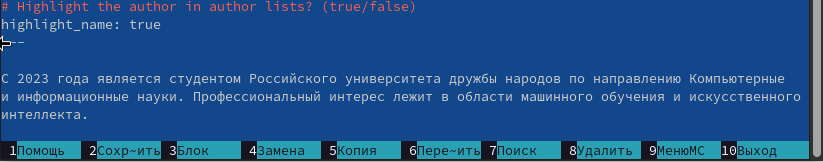 # Highlight the author in author lists? (true/false)
highlight_name: true
---
С 2023 года является студентом Российского университета дружбы народов по направлению Компьютерные
и информационные науки. Профессиональный интерес лежит в области машинного обучения и искусственного
интеллекта.
1Помощь 2Сохр~ить 3Блок 4Замена 5Копия 6Пере~ить 7Поиск 8Удалить 9МенюMC 10Выход